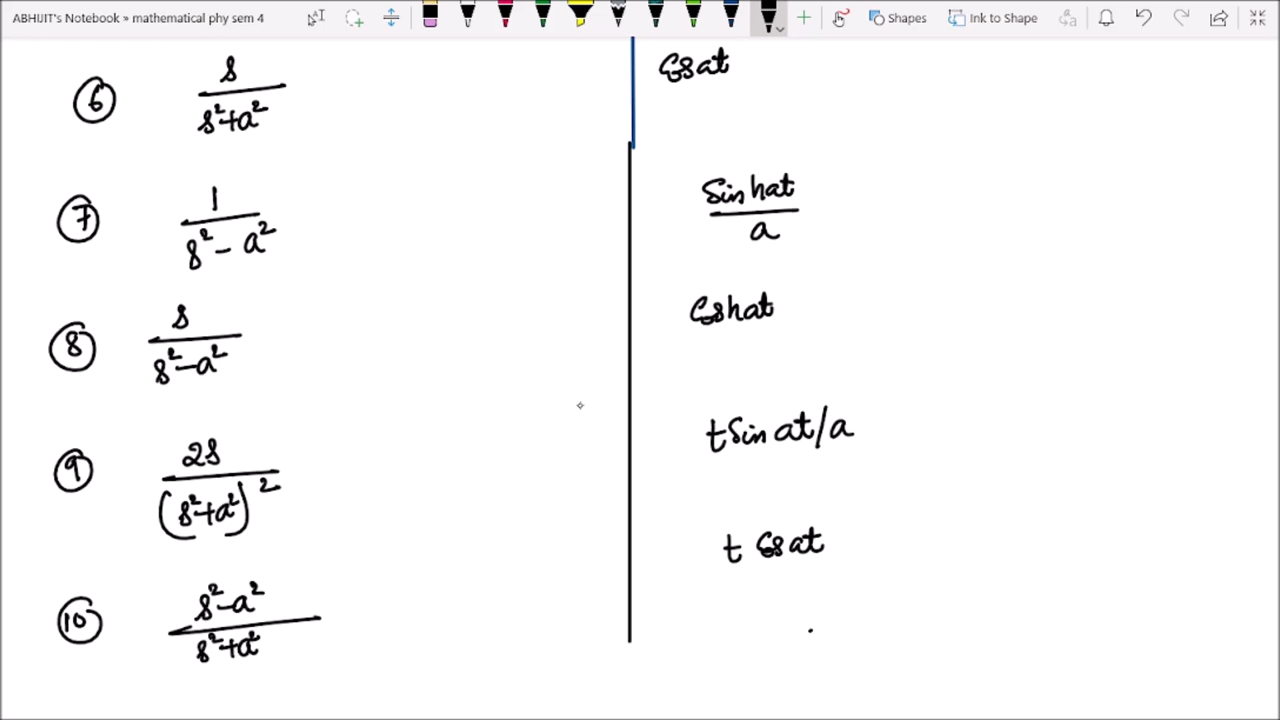 ABHIJIT's Notebook » mathematical phy sem 4
Shapes
Ink to Shape
6 s/(s²+a²) Cosat
7 1/(s²-a²) Sinhat/a
8 s/(s²-a²) Coshat
9 2s/(s²+a²)² tSinat/a
10 (s²-a²)/(s²+a²) t Cosat